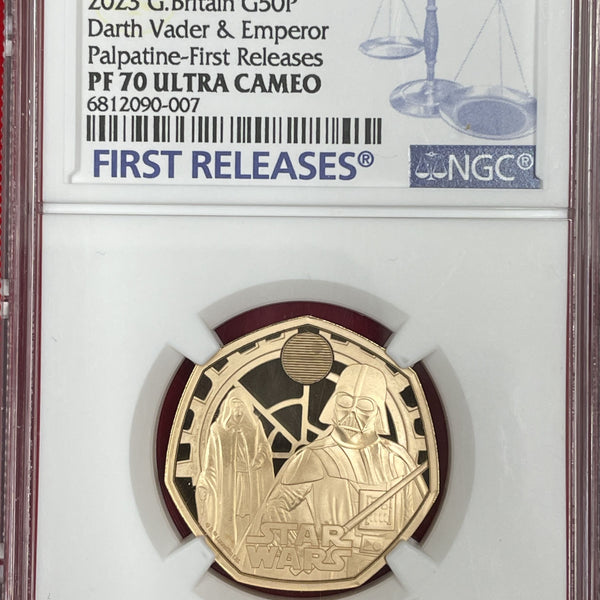 2023 G.Britain G50P
Darth Vader & Emperor
Palpatine-First Releases
PF 70 ULTRA CAMEO
6812090-007
FIRST RELEASES®
NGC®
STAR
WARS